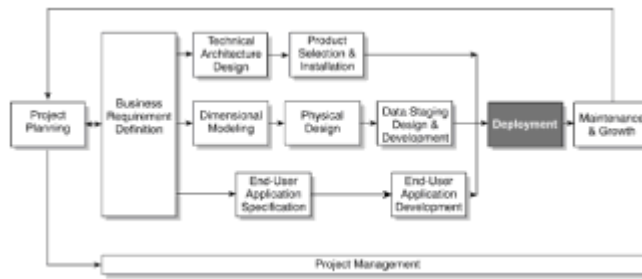 Project
Planning
Business
Requirement
Definition
Technical
Architecture
Design
Product
Selection &
Installation
Dimensional
Modeling
Physical
Design
Data Staging
Design &
Development
End-User
Application
Specification
End-User
Application
Development
Deployment
Maintenance
& Growth
Project Management